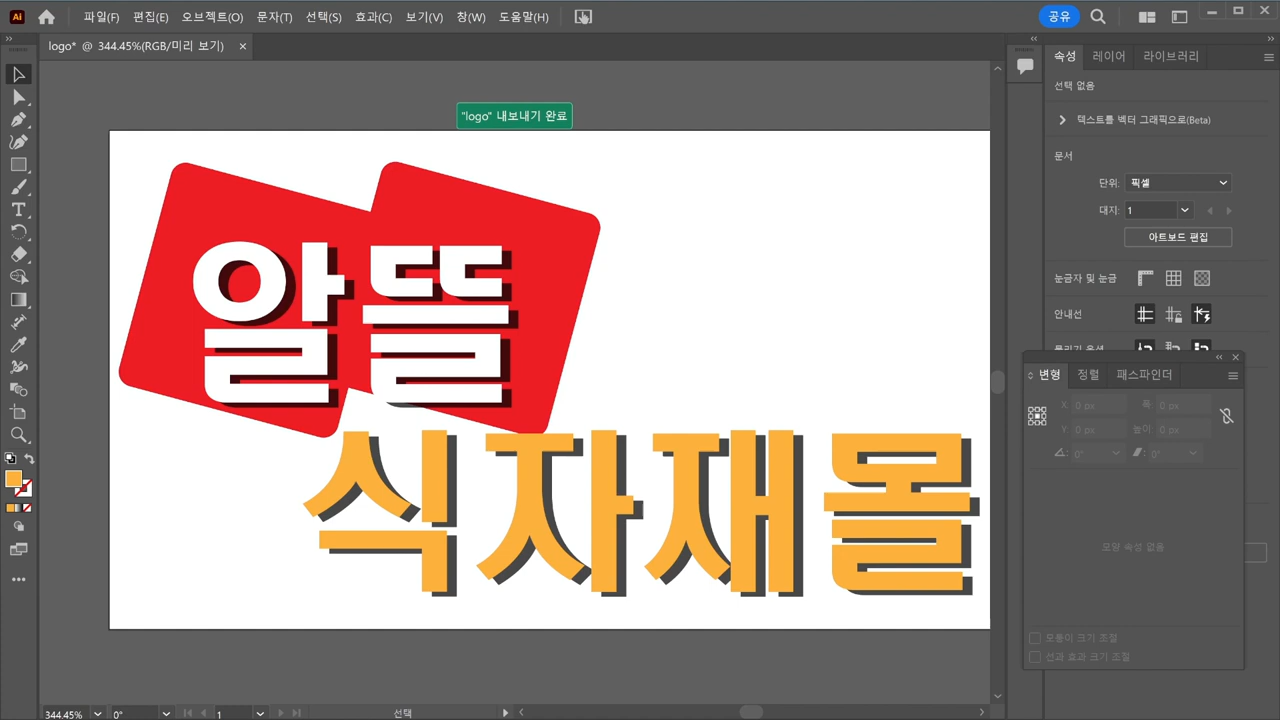 Ai 파일(F) 편집(E) 오브젝트(O) 문자(T) 선택(S) 효과(C) 보기(V) 창(W) 도움말(H) 공유
logo* @ 344.45%(RGB/미리 보기) ×
속성 레이어 라이브러리
선택 없음
"logo" 내보내기 완료
텍스트를 벡터 그래픽으로(Beta)
문서
단위: 픽셀
대지: 1
아트보드 편집
눈금자 및 눈금
안내선
물리기 옵션
알뜰
식자재몰
변형 정렬 패스파인더
X: 0 px 폭: 0 px
Y: 0 px 높이: 0 px
0° 0°
모양 속성 없음
모퉁이 크기 조절
선과 효과 크기 조절
344.45% 0° 1 선택